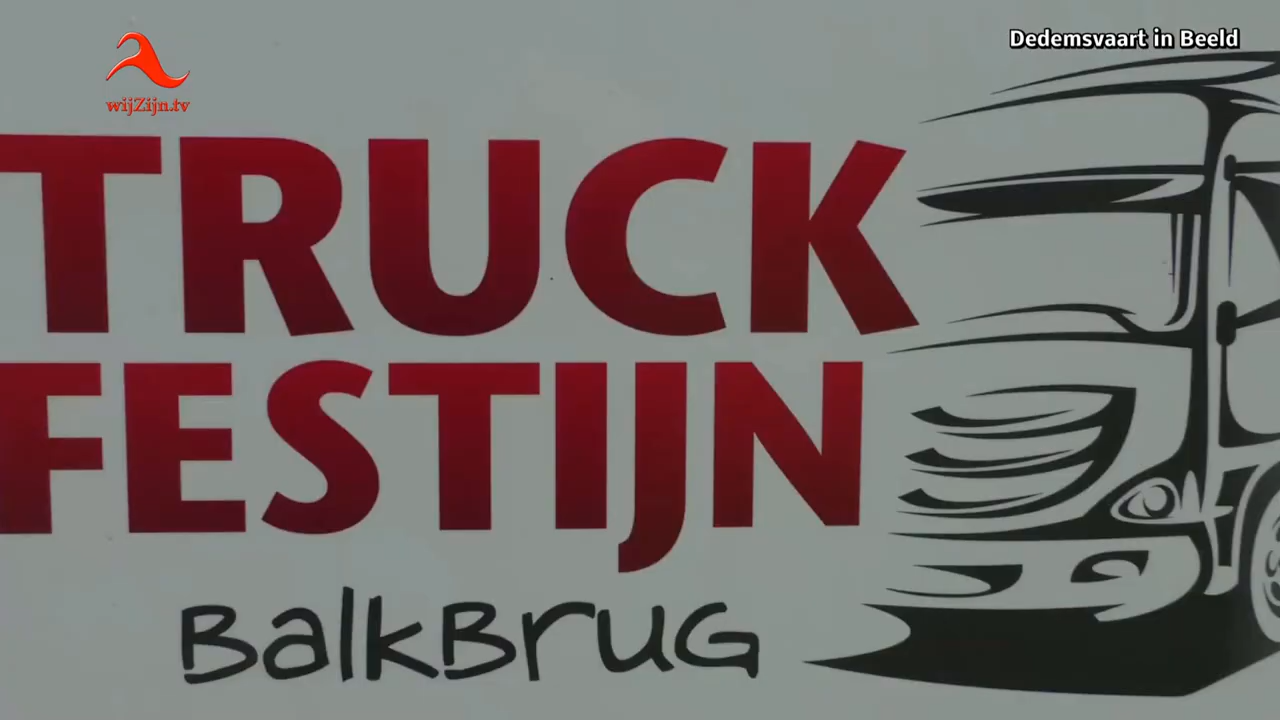 wijZijn.tv
Dedemsvaart in Beeld
TRUCK
FESTIJN
BalkBrug